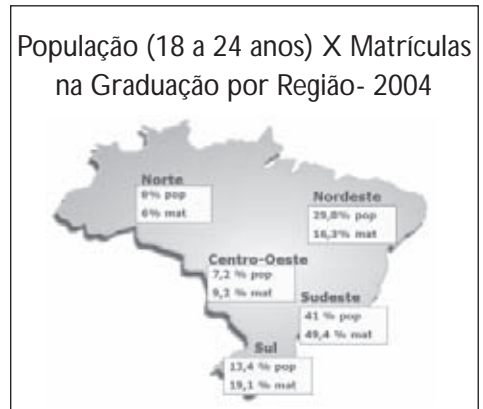 População (18 a 24 anos) X Matrículas
na Graduação por Região- 2004
Norte
8% pop
6% mat
Nordeste
29,8% pop
16,3% mat
Centro-Oeste
7,2 % pop
9,2 % mat
Sudeste
41 % pop
49,4 % mat
Sul
13,4 % pop
19,1 % mat